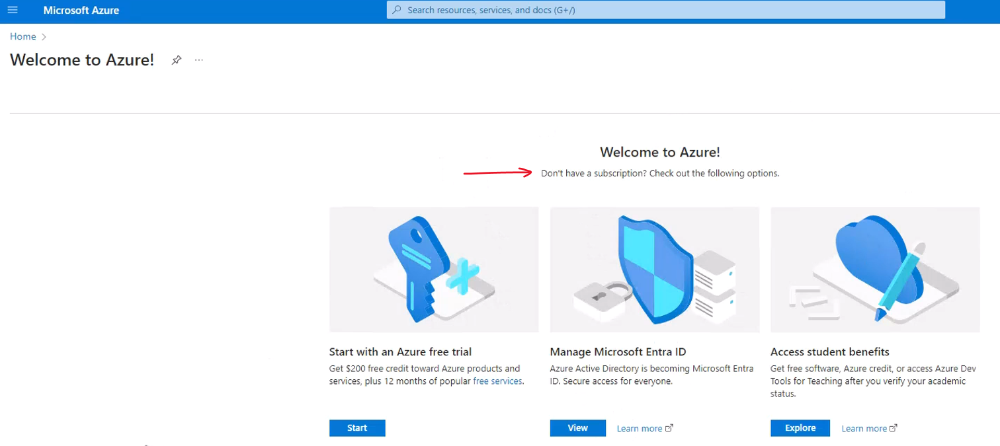 Microsoft Azure
Search resources, services, and docs (G+/)
Home
Welcome to Azure!
...
Welcome to Azure!
Don't have a subscription? Check out the following options.
Start with an Azure free trial
Get $200 free credit toward Azure products and
services, plus 12 months of popular free services.
Start
Manage Microsoft Entra ID
Azure Active Directory is becoming Microsoft Entra
ID. Secure access for everyone.
View Learn more
Access student benefits
Get free software, Azure credit, or access Azure Dev
Tools for Teaching after you verify your academic
status.
Explore Learn more